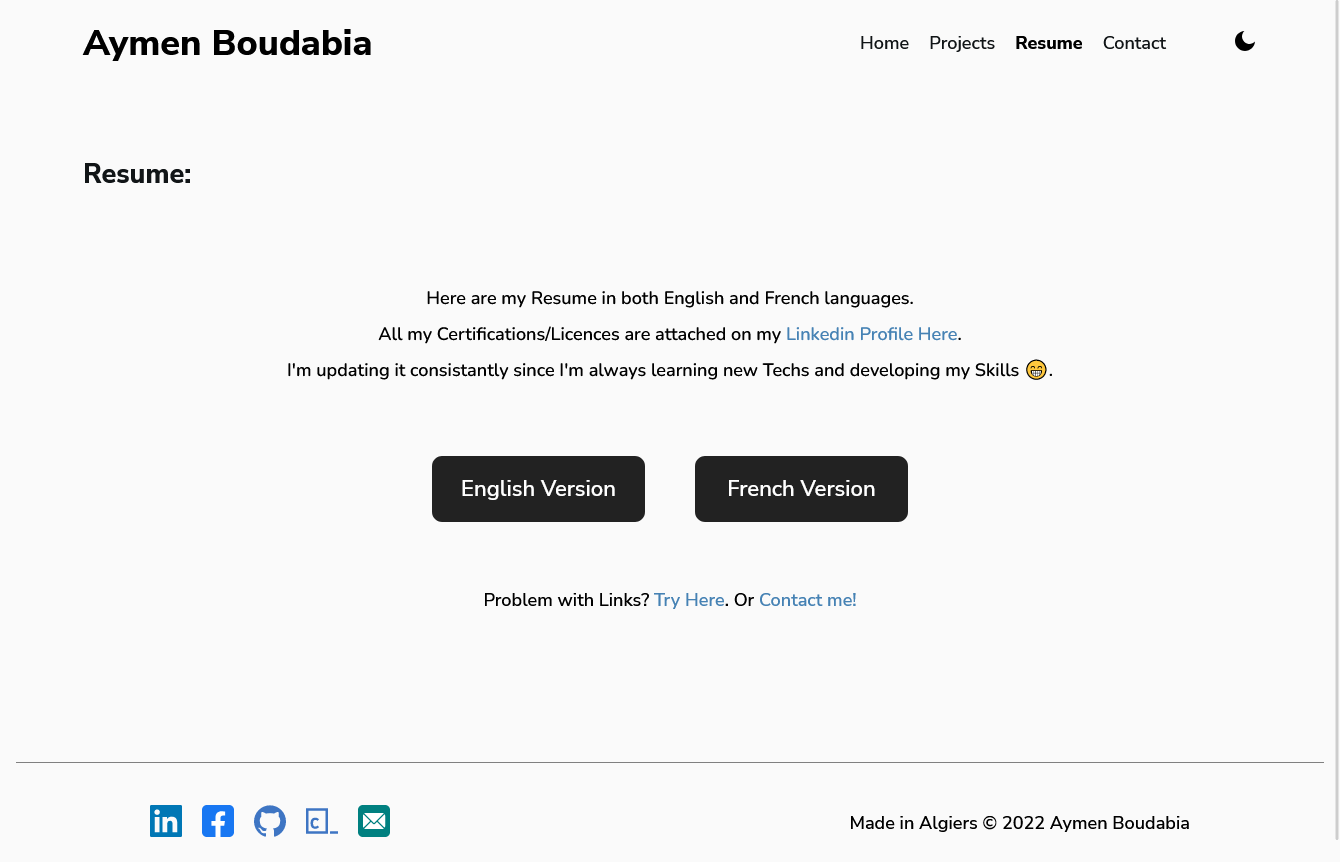 Aymen Boudabia
Home Projects Resume Contact
Resume:
Here are my Resume in both English and French languages.
All my Certifications/Licences are attached on my Linkedin Profile Here.
I'm updating it consistantly since I'm always learning new Techs and developing my Skills 😁.
English Version
French Version
Problem with Links? Try Here. Or Contact me!
Made in Algiers © 2022 Aymen Boudabia